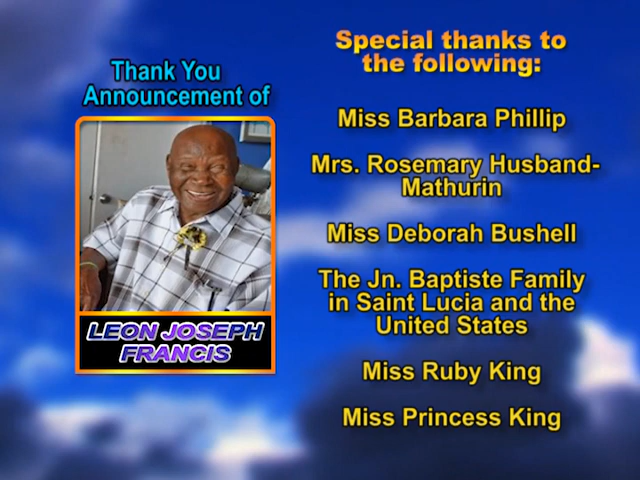 Thank You
Announcement of
LEON JOSEPH
FRANCIS
Special thanks to
the following:
Miss Barbara Phillip
Mrs. Rosemary Husband-
Mathurin
Miss Deborah Bushell
The Jn. Baptiste Family
in Saint Lucia and the
United States
Miss Ruby King
Miss Princess King